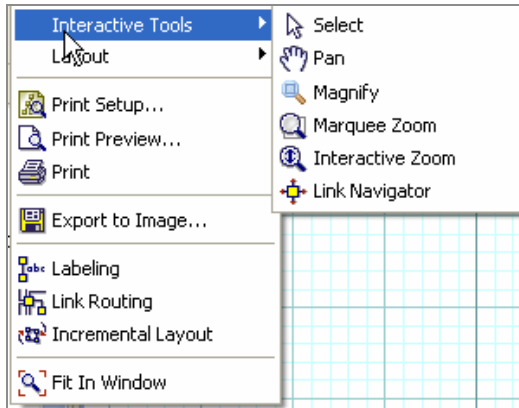 Interactive Tools
Layout
Print Setup...
Print Preview...
Print
Export to Image...
abc Labeling
Link Routing
Incremental Layout
Fit In Window
Select
Pan
Magnify
Marquee Zoom
Interactive Zoom
Link Navigator